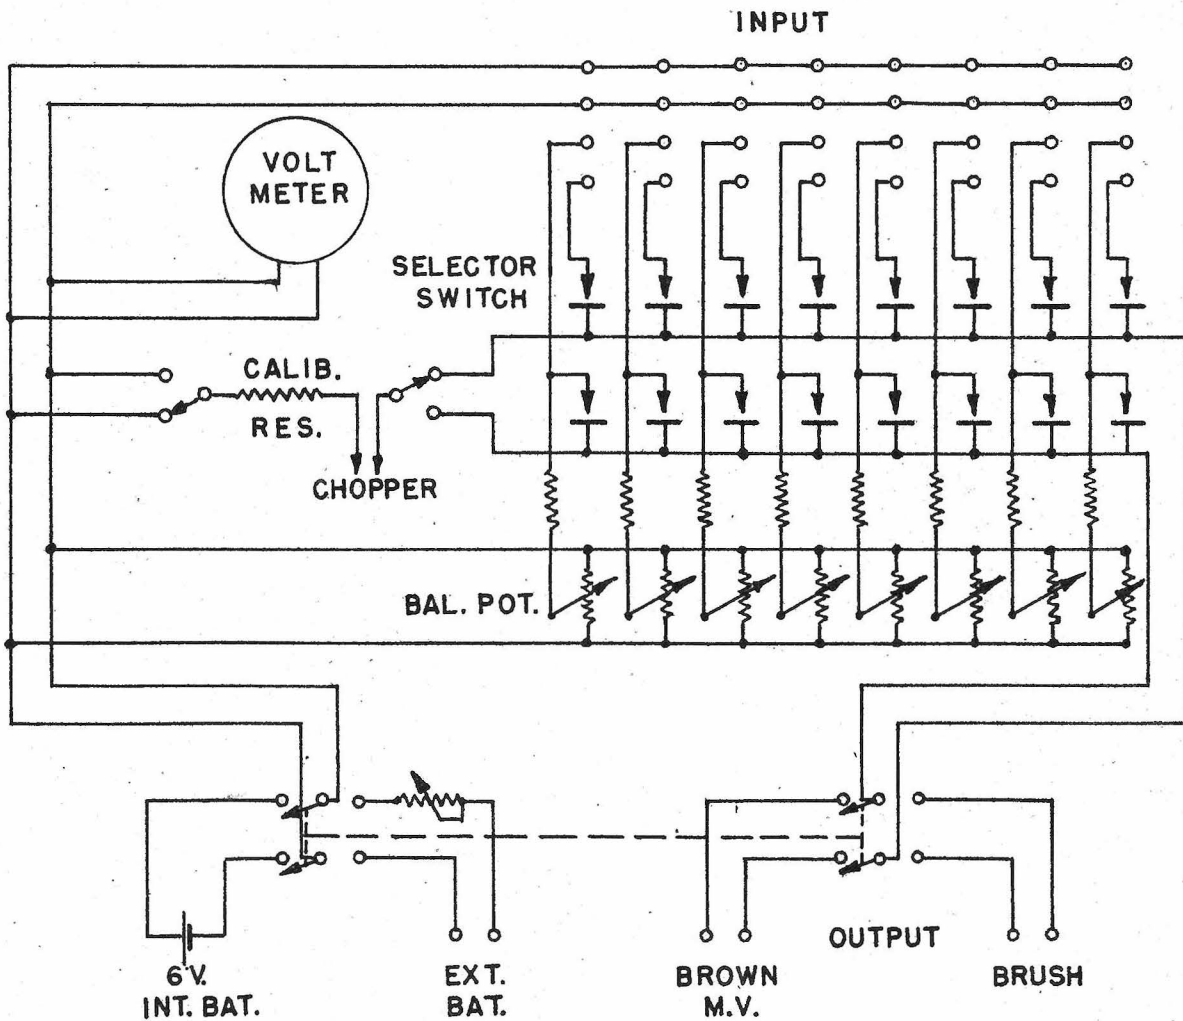 INPUT
VOLT
METER
SELECTOR
SWITCH
CALIB.
RES.
CHOPPER
BAL. POT.
OUTPUT
6 V.
INT. BAT.
EXT.
BAT.
BROWN
M.V.
BRUSH